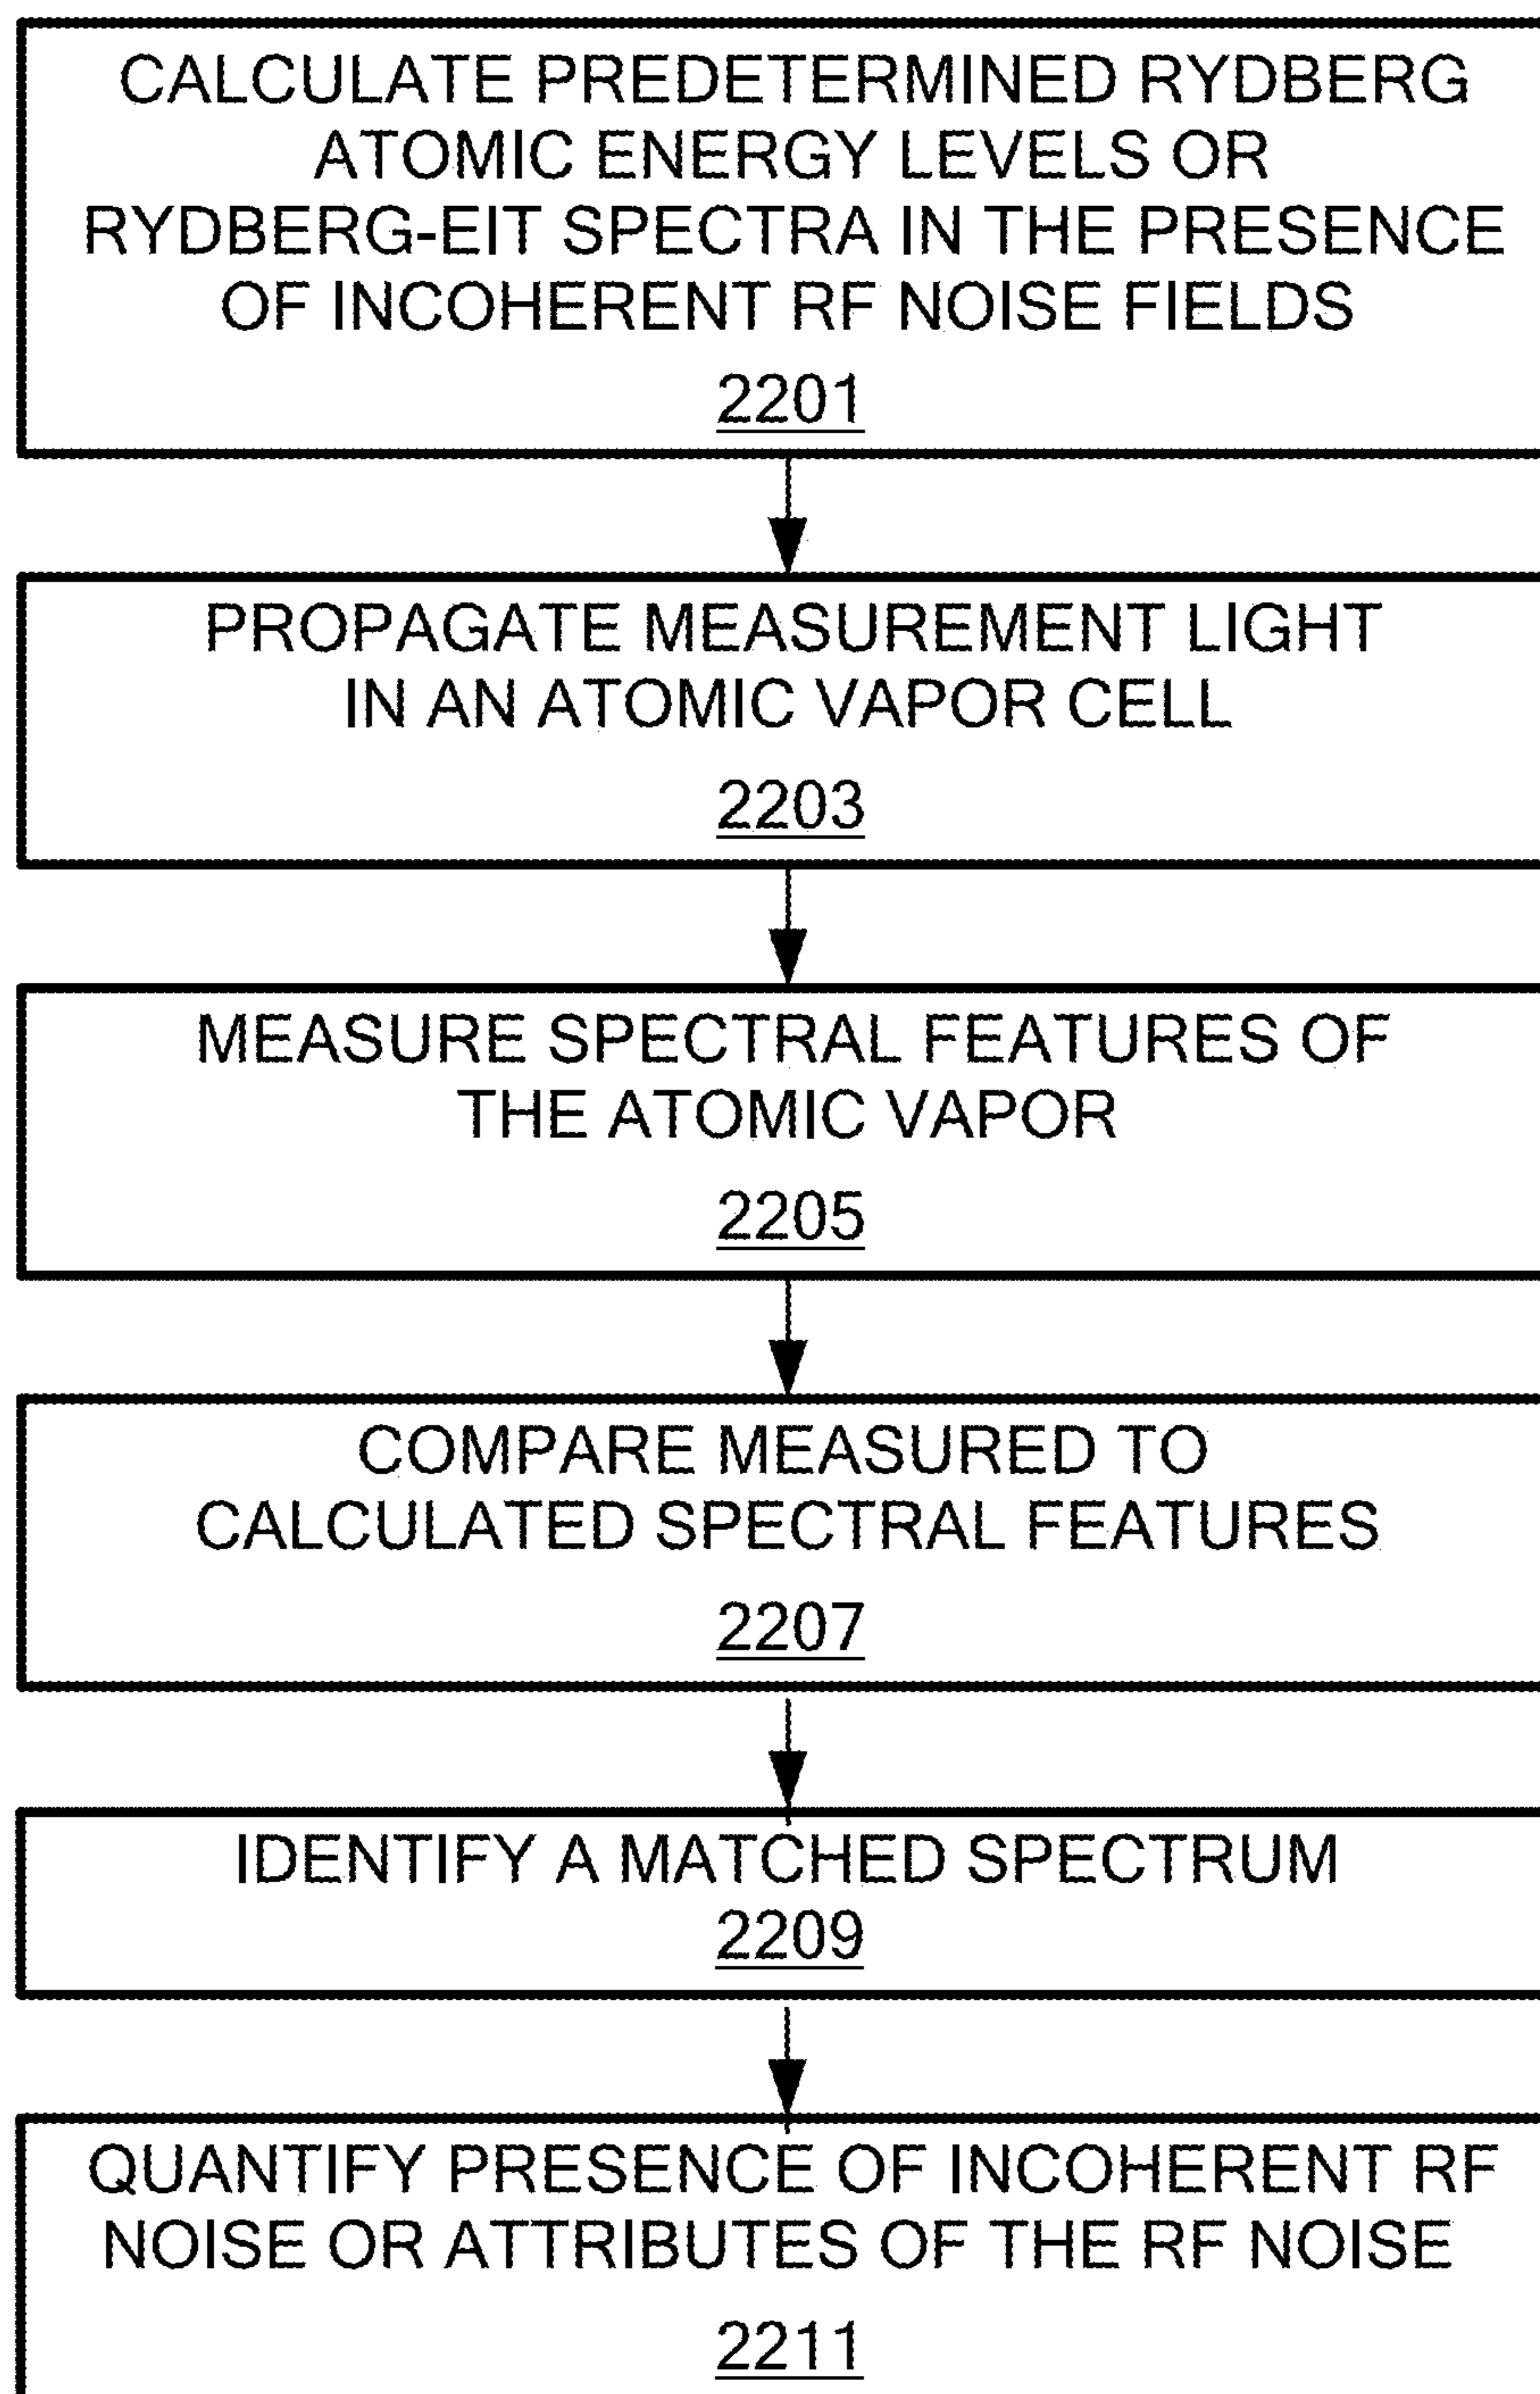 CALCULATE PREDETERMINED RYDBERG
ATOMIC ENERGY LEVELS OR
RYDBERG-EIT SPECTRA IN THE PRESENCE
OF INCOHERENT RF NOISE FIELDS
2201
PROPAGATE MEASUREMENT LIGHT
IN AN ATOMIC VAPOR CELL
2203
MEASURE SPECTRAL FEATURES OF
THE ATOMIC VAPOR
2205
COMPARE MEASURED TO
CALCULATED SPECTRAL FEATURES
2207
IDENTIFY A MATCHED SPECTRUM
2209
QUANTIFY PRESENCE OF INCOHERENT RF
NOISE OR ATTRIBUTES OF THE RF NOISE
2211